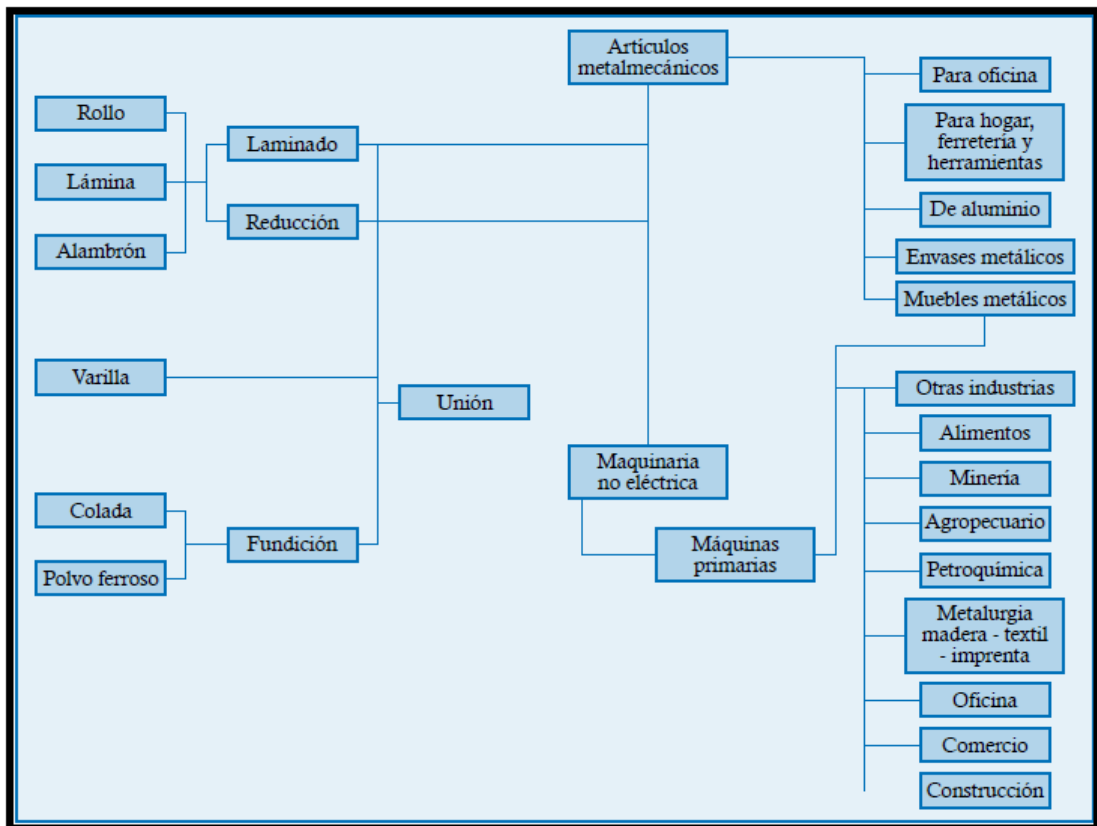 Artículos
metalmecánicos
Para oficina
Rollo
Para hogar,
ferretería y
herramientas
Laminado
Lámina
De aluminio
Reducción
Alambrón
Envases metálicos
Muebles metálicos
Varilla
Otras industrias
Unión
Alimentos
Maquinaria
no eléctrica
Minería
Colada
Agropecuario
Fundición
Máquinas
primarias
Polvo ferroso
Petroquímica
Metalurgia
madera - textil
- imprenta
Oficina
Comercio
Construcción